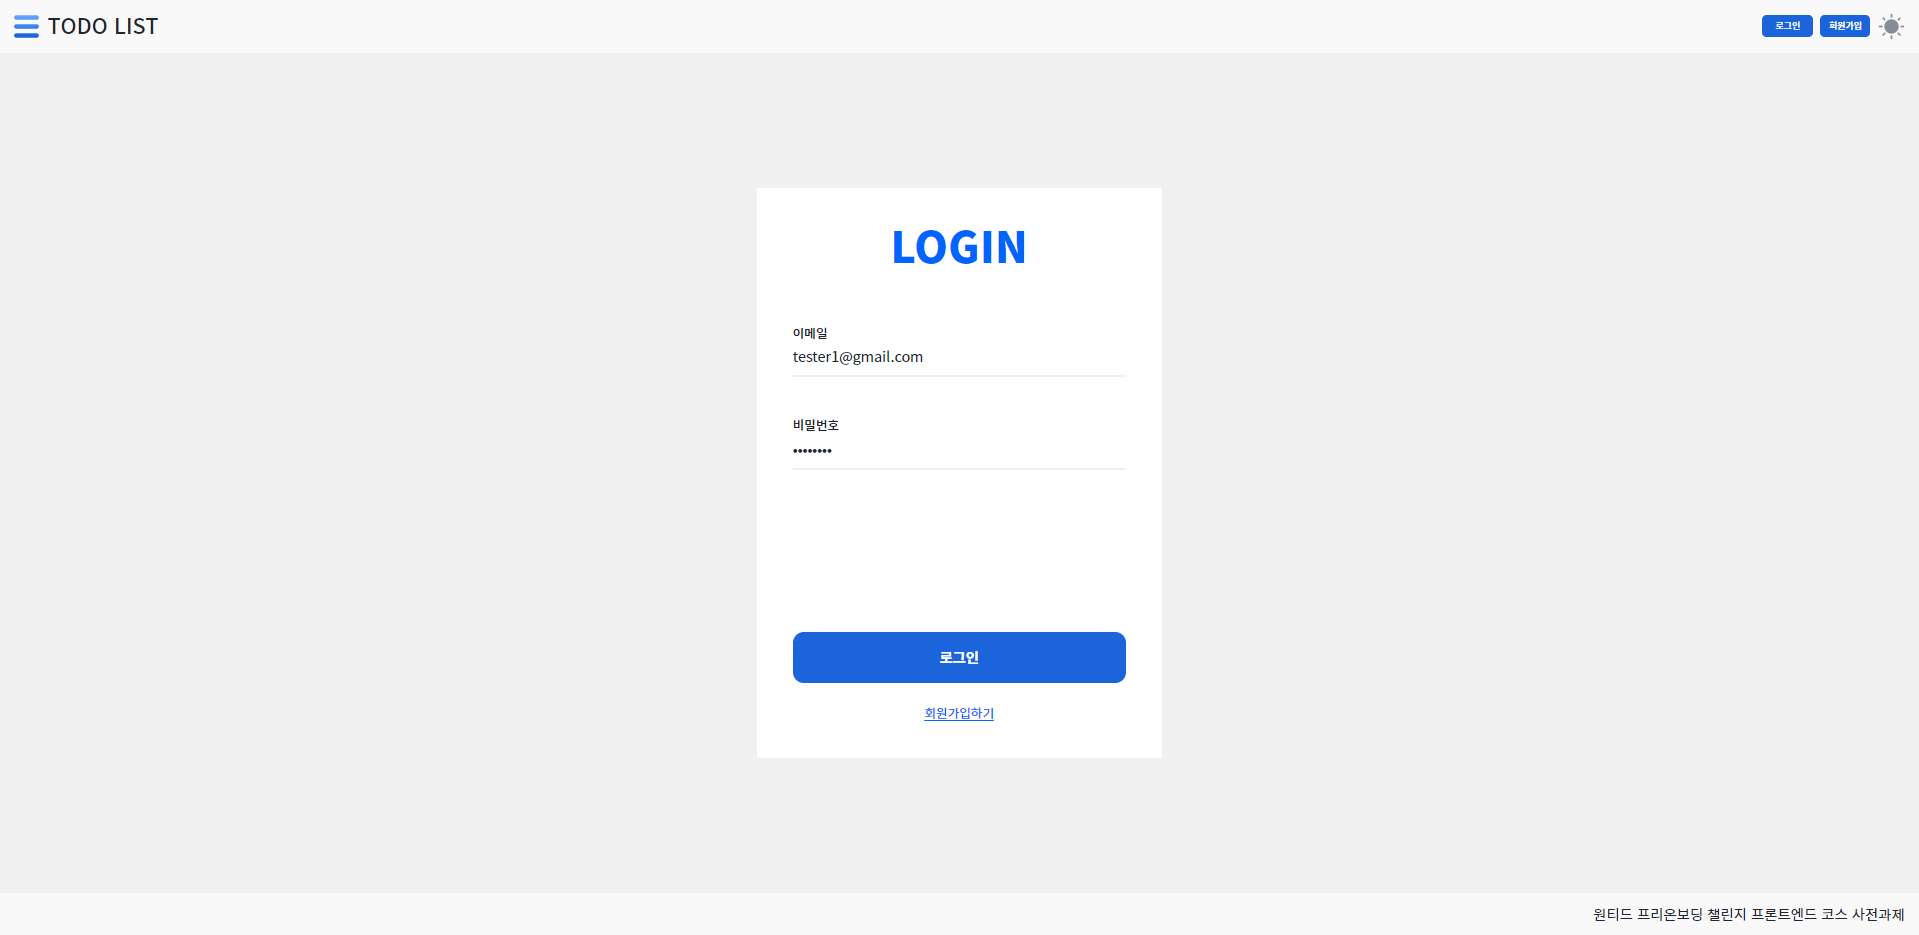 TODO LIST
로그인
회원가입
LOGIN
이메일
tester1@gmail.com
비밀번호
••••••••
로그인
회원가입하기
원티드 프리온보딩 챌린지 프론트엔드 코스 사전과제